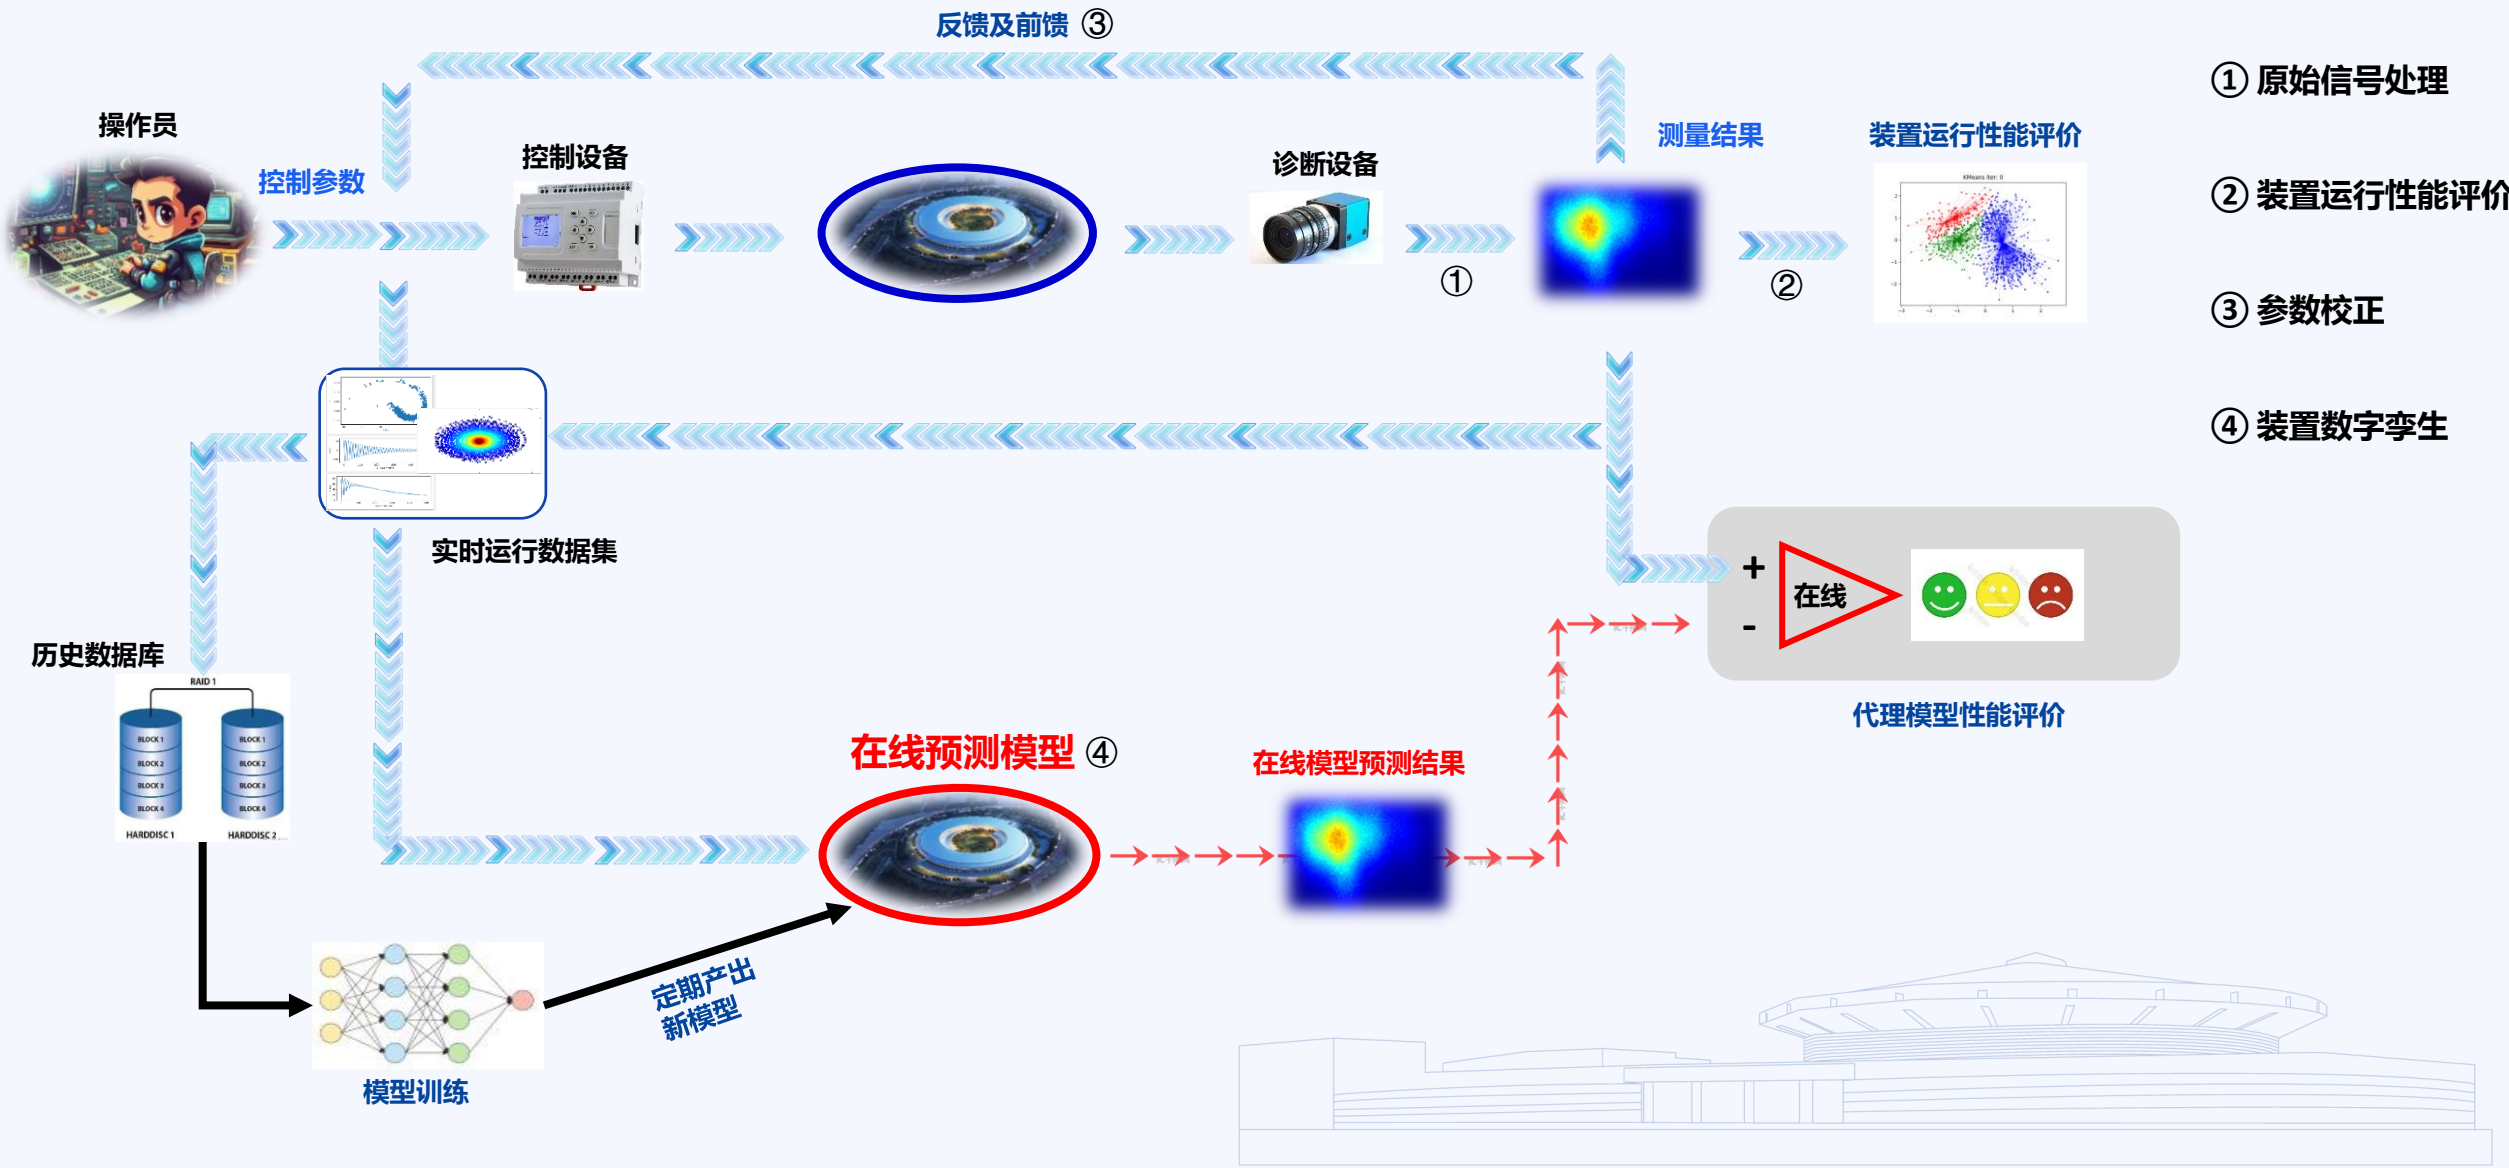 反馈及前馈 ③
① 原始信号处理
操作员
控制参数
控制设备
诊断设备
测量结果
装置运行性能评价
KMeans iter: 0
② 装置运行性能评价
①
②
③ 参数校正
④ 装置数字孪生
实时运行数据集
+
在线
-
历史数据库
RAID 1
BLOCK 1
BLOCK 1
BLOCK 2
BLOCK 2
BLOCK 3
BLOCK 3
BLOCK 4
BLOCK 4
HARDDISC 1
HARDDISC 2
代理模型性能评价
在线预测模型 ④
在线模型预测结果
定期产出
新模型
模型训练